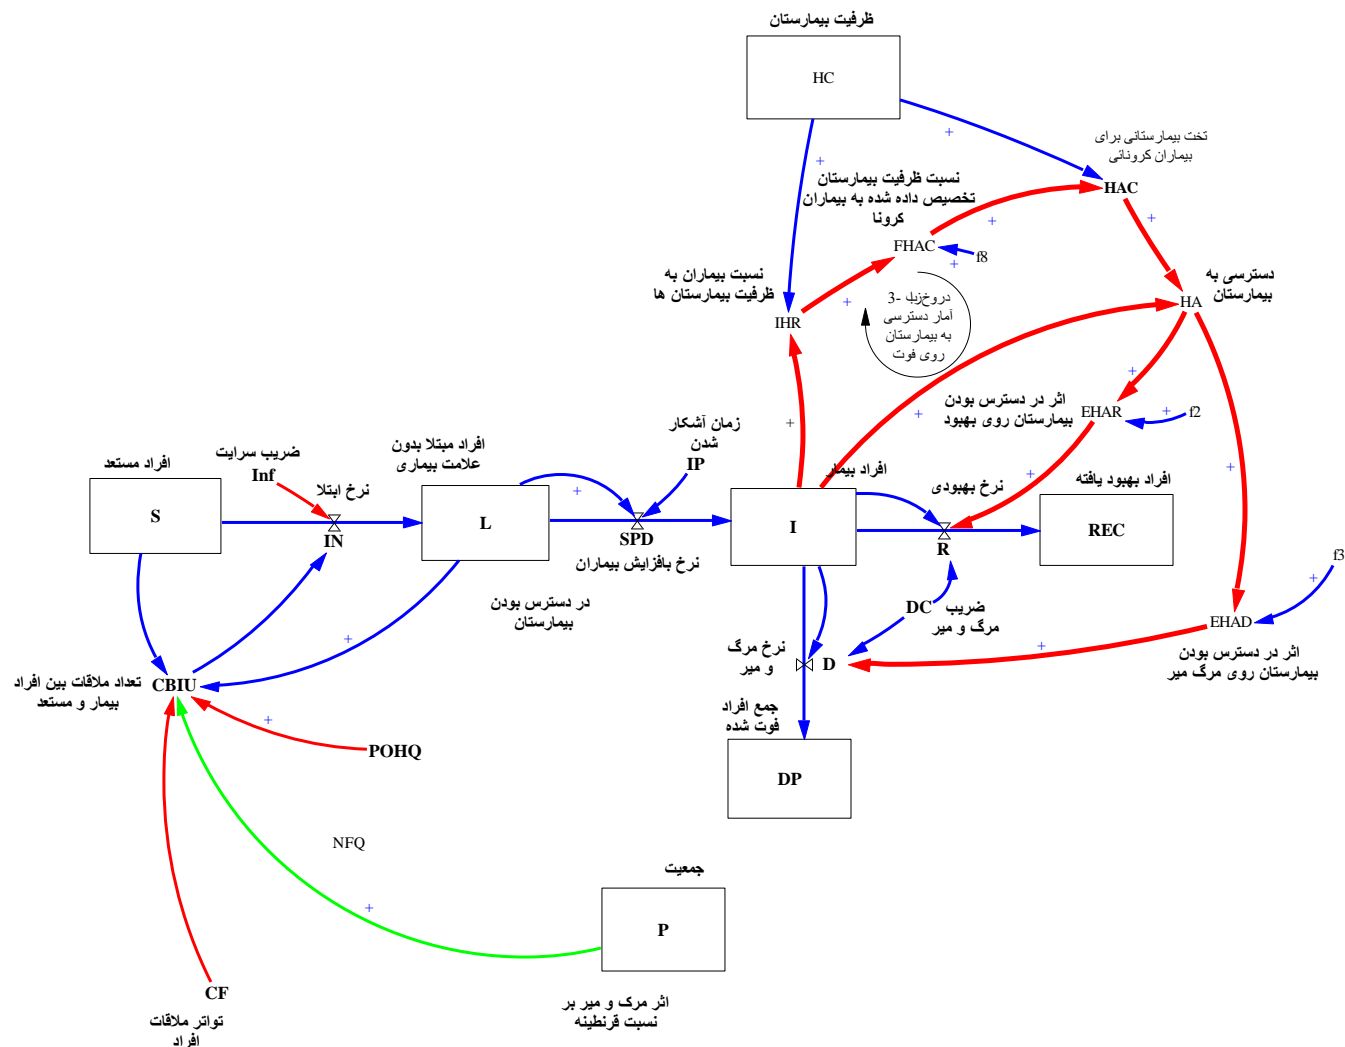 ظرفیت بیمارستان
HC
تخت بیمارستانی برای
بیماران کرونائی
HAC
نسبت ظرفیت بیمارستان
تخصیص داده شده به بیماران
کرونا
FHAC
f8
نسبت بیماران به
ظرفیت بیمارستان ها
IHR
آمار دسترسی
به بیمارستان
روی فوت
دسترسی به
بیمارستان
HA
اثر در دسترس بودن
بیمارستان روی بهبود
EHAR
f2
زمان آشکار
شدن
IP
افراد مبتلا بدون
علامت بیماری
L
افراد مستعد
S
ضریب سرایت
Inf
نرخ ابتلا
IN
SPD
نرخ بافزایش بیماران
افراد بیمار
I
نرخ بهبودی
R
افراد بهبود یافته
REC
f3
در دسترس بودن
بیمارستان
DC
ضریب
مرگ و میر
EHAD
اثر در دسترس بودن
بیمارستان روی مرگ میر
نرخ مرگ
و میر
D
CBIU
تعداد ملاقات بین افراد
بیمار و مستعد
POHQ
جمع افراد
فوت شده
DP
NFQ
جمعیت
P
CF
تواتر ملاقات
افراد
اثر مرک و میر بر
نسبت قرنطینه